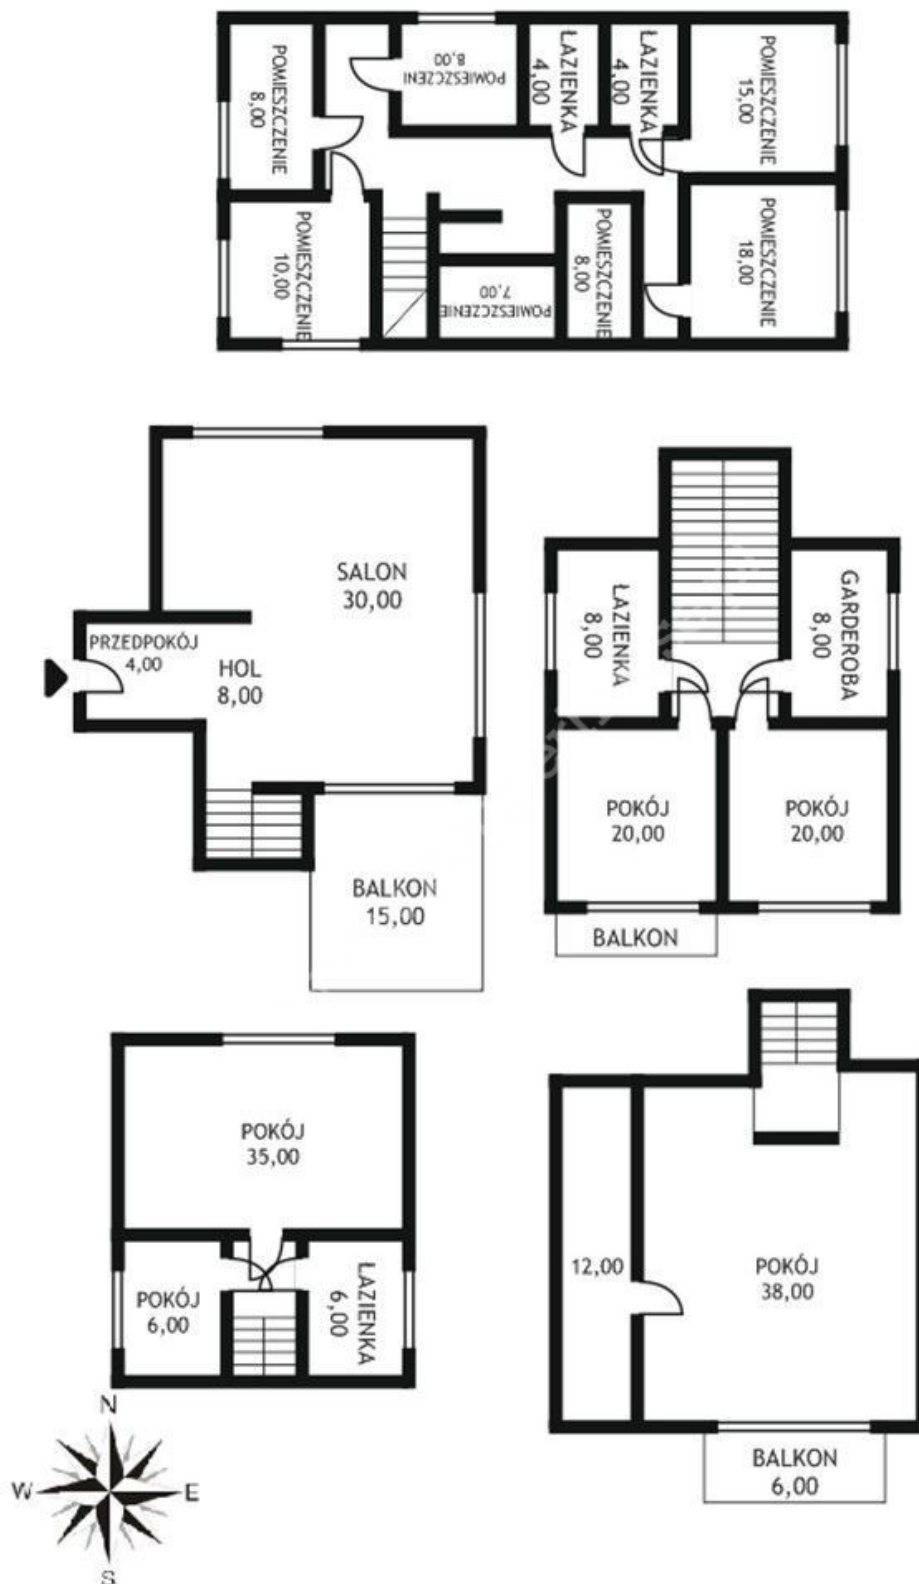 POMIESZCZENIE
8,00
POMIESZCZENI
8,00
ŁAZIENKA
4,00
ŁAZIENKA
4,00
POMIESZCZENIE
15,00
POMIESZCZENIE
10,00
POMIESZCZENIE
7,00
POMIESZCZENIE
8,00
POMIESZCZENIE
18,00
SALON
30,00
PRZEDPOKÓJ
4,00
HOL
8,00
BALKON
15,00
ŁAZIENKA
8,00
GARDEROBA
8,00
POKÓJ
20,00
POKÓJ
20,00
BALKON
POKÓJ
35,00
POKÓJ
6,00
ŁAZIENKA
6,00
12,00
POKÓJ
38,00
BALKON
6,00
N
W
E
S